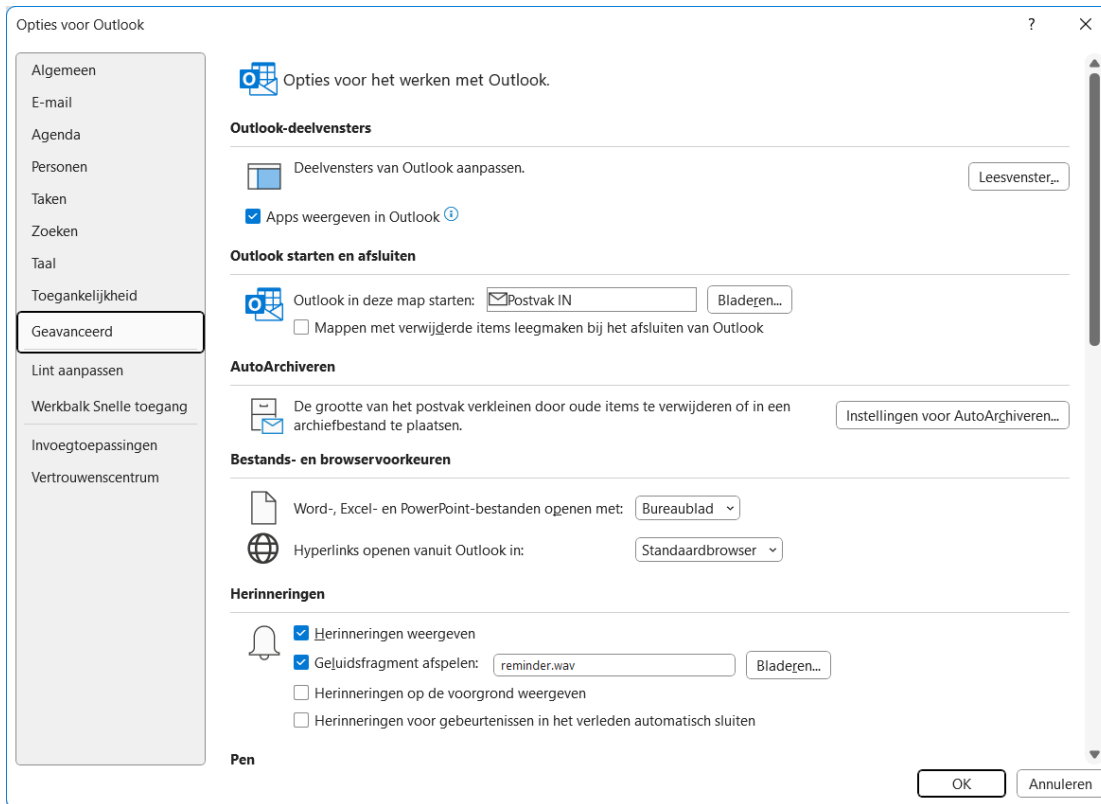 Opties voor Outlook
Algemeen
E-mail
Agenda
Personen
Taken
Zoeken
Taal
Toegankelijkheid
Geavanceerd
Lint aanpassen
Werkbalk Snelle toegang
Invoegtoepassingen
Vertrouwenscentrum
Opties voor het werken met Outlook.
Outlook-deelvensters
Deelvensters van Outlook aanpassen.
Leesvenster...
Apps weergeven in Outlook
Outlook starten en afsluiten
Outlook in deze map starten: Postvak IN Bladeren...
Mappen met verwijderde items leegmaken bij het afsluiten van Outlook
AutoArchiveren
De grootte van het postvak verkleinen door oude items te verwijderen of in een
archiefbestand te plaatsen.
Instellingen voor AutoArchiveren...
Bestands- en browservoorkeuren
Word-, Excel- en PowerPoint-bestanden openen met: Bureaublad
Hyperlinks openen vanuit Outlook in: Standaardbrowser
Herinneringen
Herinneringen weergeven
Geluidsfragment afspelen: reminder.wav Bladeren...
Herinneringen op de voorgrond weergeven
Herinneringen voor gebeurtenissen in het verleden automatisch sluiten
Pen
OK Annuleren